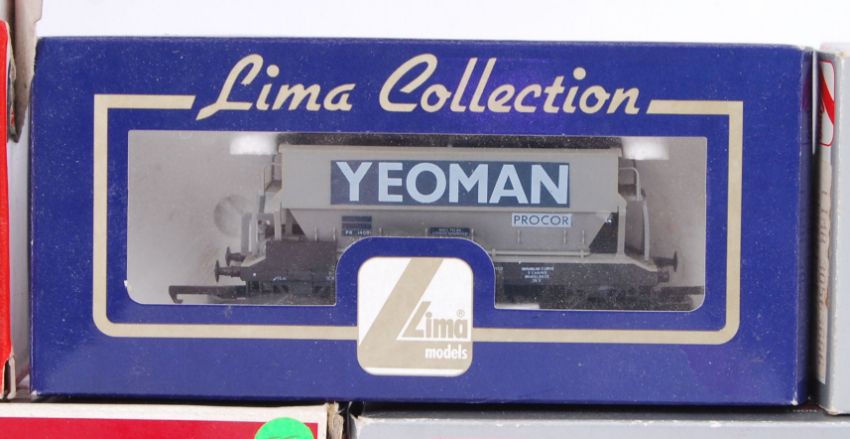 Lima Collection
YEOMAN
PROCOR
Lima®
models